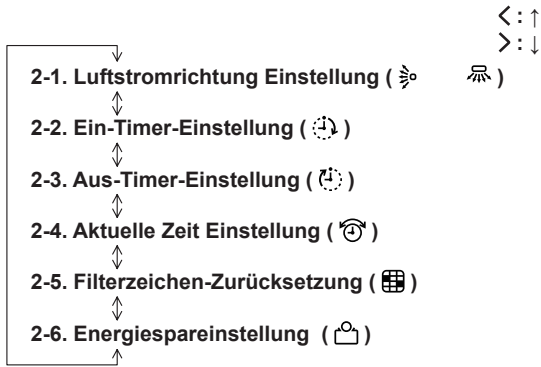 <:↑
>:↓
2-1. Luftstromrichtung Einstellung ( )
2-2. Ein-Timer-Einstellung ( )
2-3. Aus-Timer-Einstellung ( )
2-4. Aktuelle Zeit Einstellung ( )
2-5. Filterzeichen-Zurücksetzung ( )
2-6. Energiespareinstellung ( )